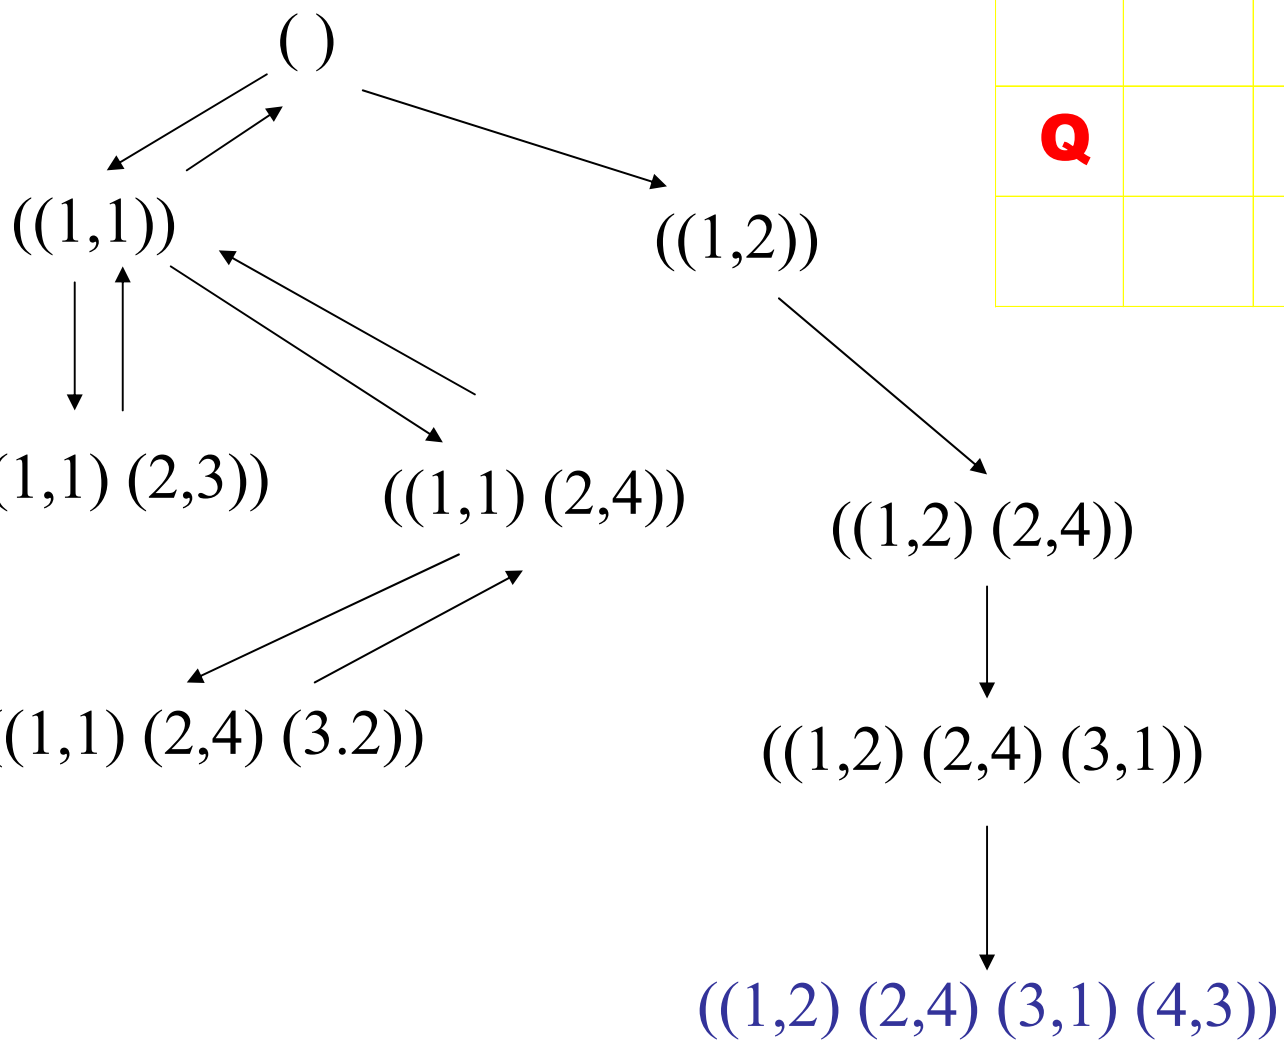 ( )
Q
((1,1))
((1,2))
(1,1) (2,3))
((1,1) (2,4))
((1,2) (2,4))
((1,1) (2,4) (3.2))
((1,2) (2,4) (3,1))
((1,2) (2,4) (3,1) (4,3))